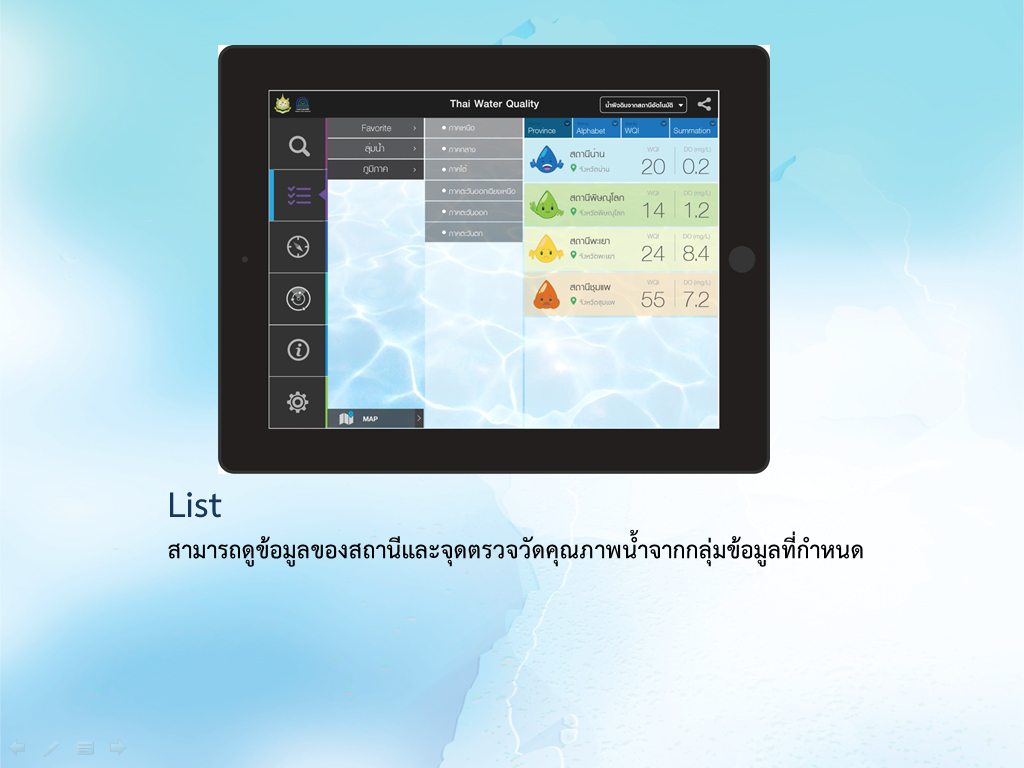 Thai Water Quality
น้ำผิวดินจากสถานีอัตโนมัติ
Favorite
ลุ่มน้ำ
ภูมิภาค
MAP
ภาคเหนือ
ภาคกลาง
ภาคใต้
ภาคตะวันออกเฉียงเหนือ
ภาคตะวันออก
ภาคตะวันตก
Province Alphabet WQI Summation
สถานีน่าน
จังหวัดน่าน
WQI
20
DO (mg/L)
0.2
สถานีพิษณุโลก
จังหวัดพิษณุโลก
WQI
14
DO (mg/L)
1.2
สถานีพะเยา
จังหวัดพะเยา
WQI
24
DO (mg/L)
8.4
สถานีชุมแพ
จังหวัดชุมแพ
WQI
55
DO (mg/L)
7.2
List
สามารถดูข้อมูลของสถานีและจุดตรวจวัดคุณภาพน้ำจากกลุ่มข้อมูลที่กำหนด